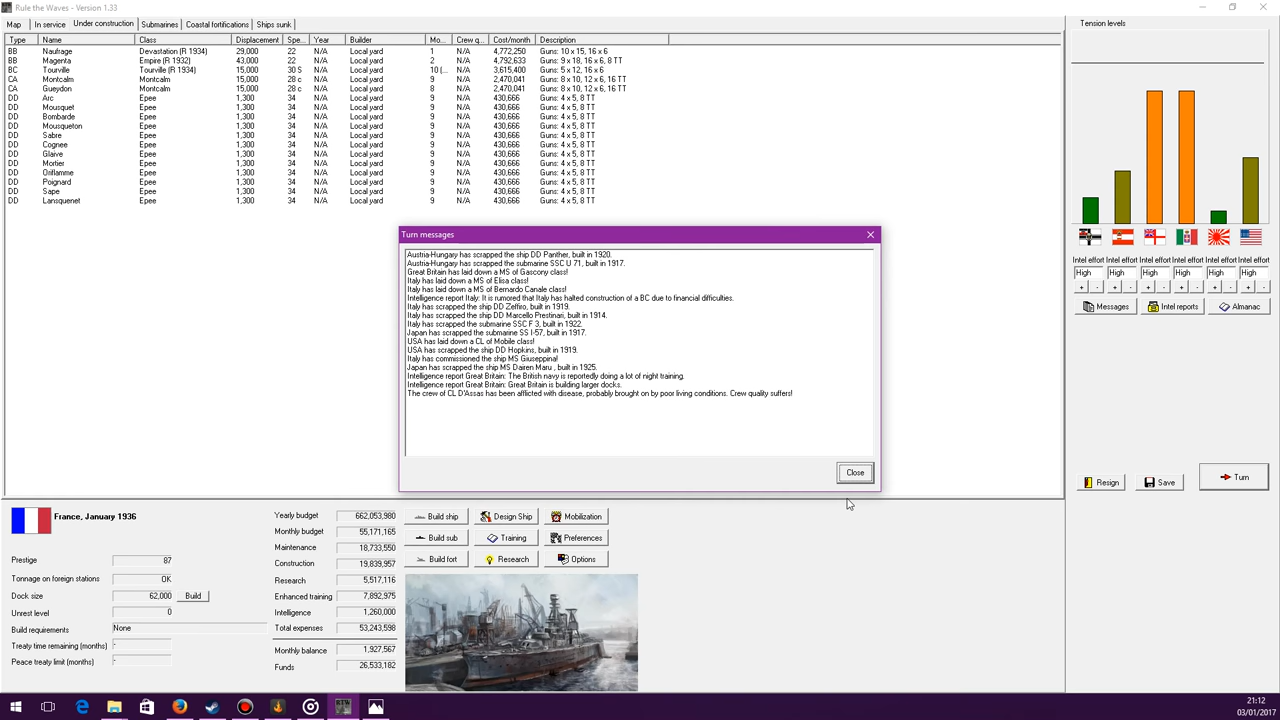 Rule the Waves - Version 1.33
Map In service Under construction Submarines Coastal fortifications Ships sunk
Type Name Class Displacement Spe... Year Builder Mo... Crew q... Cost/month Description
BB Naufrage Devastation (R 1934) 29,000 22 N/A Local yard 1 N/A 4,772,250 Guns: 10 x 15, 16 x 6
BB Magenta Empire (R 1932) 43,000 22 N/A Local yard 2 N/A 4,792,633 Guns: 9 x 18, 16 x 6, 8 TT
BC Tourville Tourville (R 1934) 15,000 30 S N/A Local yard 10 (... N/A 3,615,400 Guns: 5 x 12, 16 x 6
CA Montcalm Montcalm 15,000 28 c N/A Local yard 9 N/A 2,470,041 Guns: 8 x 10, 12 x 6, 16 TT
CA Gueydon Montcalm 15,000 28 c N/A Local yard 8 N/A 2,470,041 Guns: 8 x 10, 12 x 6, 16 TT
DD Arc Epee 1,300 34 N/A Local yard 9 N/A 430,666 Guns: 4 x 5, 8 TT
DD Mousquet Epee 1,300 34 N/A Local yard 9 N/A 430,666 Guns: 4 x 5, 8 TT
DD Bombarde Epee 1,300 34 N/A Local yard 9 N/A 430,666 Guns: 4 x 5, 8 TT
DD Mousqueton Epee 1,300 34 N/A Local yard 9 N/A 430,666 Guns: 4 x 5, 8 TT
DD Sabre Epee 1,300 34 N/A Local yard 9 N/A 430,666 Guns: 4 x 5, 8 TT
DD Cognee Epee 1,300 34 N/A Local yard 9 N/A 430,666 Guns: 4 x 5, 8 TT
DD Glaive Epee 1,300 34 N/A Local yard 9 N/A 430,666 Guns: 4 x 5, 8 TT
DD Mortier Epee 1,300 34 N/A Local yard 9 N/A 430,666 Guns: 4 x 5, 8 TT
DD Oriflamme Epee 1,300 34 N/A Local yard 9 N/A 430,666 Guns: 4 x 5, 8 TT
DD Poignard Epee 1,300 34 N/A Local yard 9 N/A 430,666 Guns: 4 x 5, 8 TT
DD Sape Epee 1,300 34 N/A Local yard 9 N/A 430,666 Guns: 4 x 5, 8 TT
DD Lansquenet Epee 1,300 34 N/A Local yard 9 N/A 430,666 Guns: 4 x 5, 8 TT
Turn messages
Austria-Hungary has scrapped the ship DD Panther, built in 1920.
Austria-Hungary has scrapped the submarine SSC U 71, built in 1917.
Great Britain has laid down a MS of Gascony class!
Italy has laid down a MS of Elisa class!
Italy has laid down a MS of Bernardo Canale class!
Intelligence report Italy: It is rumored that Italy has halted construction of a BC due to financial difficulties.
Italy has scrapped the ship DD Zeffiro, built in 1919.
Italy has scrapped the ship DD Marcello Prestinari, built in 1914.
Italy has scrapped the submarine SSC F 3, built in 1922.
Japan has scrapped the submarine SS I-57, built in 1917.
USA has laid down a CL of Mobile class!
USA has scrapped the ship DD Hopkins, built in 1919.
Italy has commissioned the ship MS Giuseppina!
Japan has scrapped the ship MS Dairen Maru , built in 1925.
Intelligence report Great Britain: The British navy is reportedly doing a lot of night training.
Intelligence report Great Britain: Great Britain is building larger docks.
The crew of CL D'Assas has been afflicted with disease, probably brought on by poor living conditions. Crew quality suffers!
Close
Tension levels
Intel effort Intel effort Intel effort Intel effort Intel effort Intel effort
High High High High High High
+ - + - + - + - + - + -
Messages Intel reports Almanac
Resign Save Turn
France, January 1936
Prestige 87
Tonnage on foreign stations OK
Dock size 62,000 Build
Unrest level 0
Build requirements None
Treaty time remaining (months) -
Peace treaty limit (months) -
Yearly budget 662,053,980
Monthly budget 55,171,165
Maintenance 18,733,550
Construction 19,839,957
Research 5,517,116
Enhanced training 7,892,975
Intelligence 1,260,000
Total expenses 53,243,598
Monthly balance 1,927,567
Funds 26,533,182
Build ship Design Ship Mobilization
Build sub Training Preferences
Build fort Research Options
RTW
21:12
03/01/2017